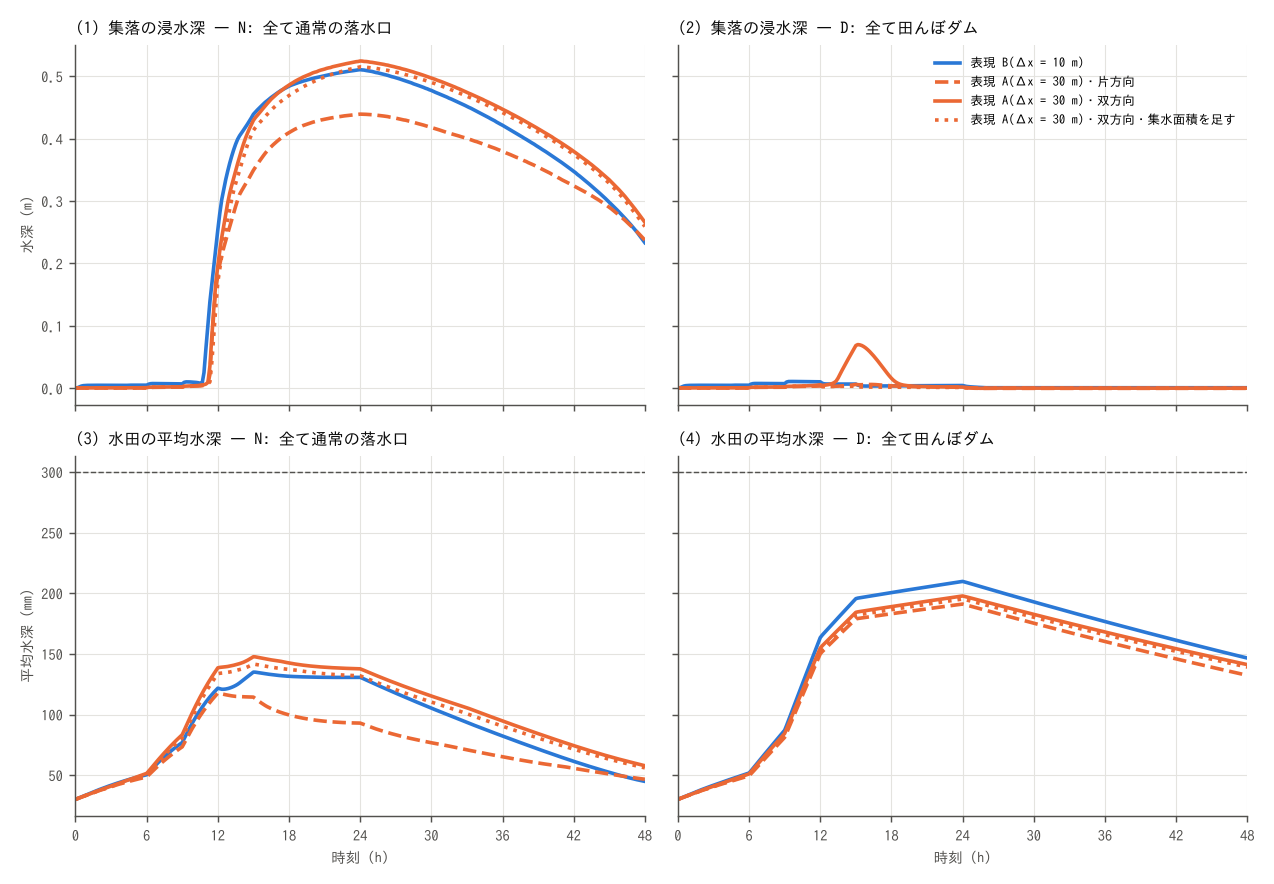 (1) 集落の浸水深 — N: 全て通常の落水口
(2) 集落の浸水深 — D: 全て田んぼダム
表現 B(Δx = 10 m)
表現 A(Δx = 30 m)・片方向
表現 A(Δx = 30 m)・双方向
表現 A(Δx = 30 m)・双方向・集水面積を足す
水深 (m)
0.5
0.4
0.3
0.2
0.1
0.0
(3) 水田の平均水深 — N: 全て通常の落水口
(4) 水田の平均水深 — D: 全て田んぼダム
平均水深 (mm)
300
250
200
150
100
50
0 6 12 18 24 30 36 42 48
0 6 12 18 24 30 36 42 48
時刻 (h)
時刻 (h)